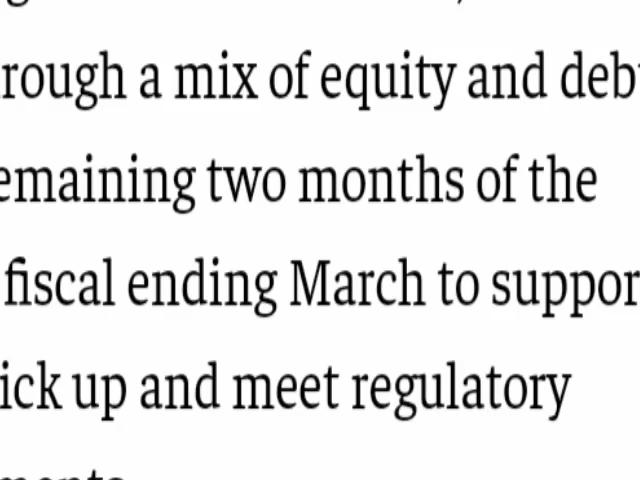 rough a mix of equity and deb
emaining two months of the
fiscal ending March to suppor
ick up and meet regulatory